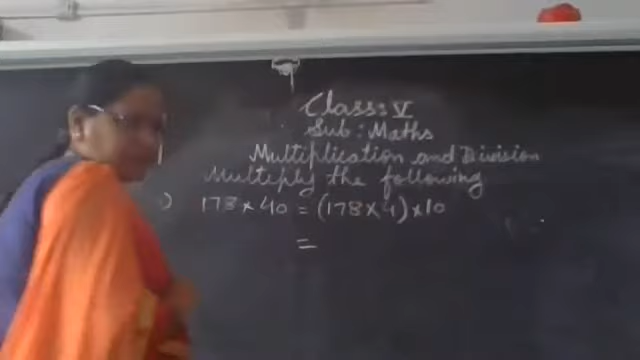 Class: V
Sub: Maths
Multiplication and Division
Multiply the following
) 178 × 40 = (178 × 4) × 10
=